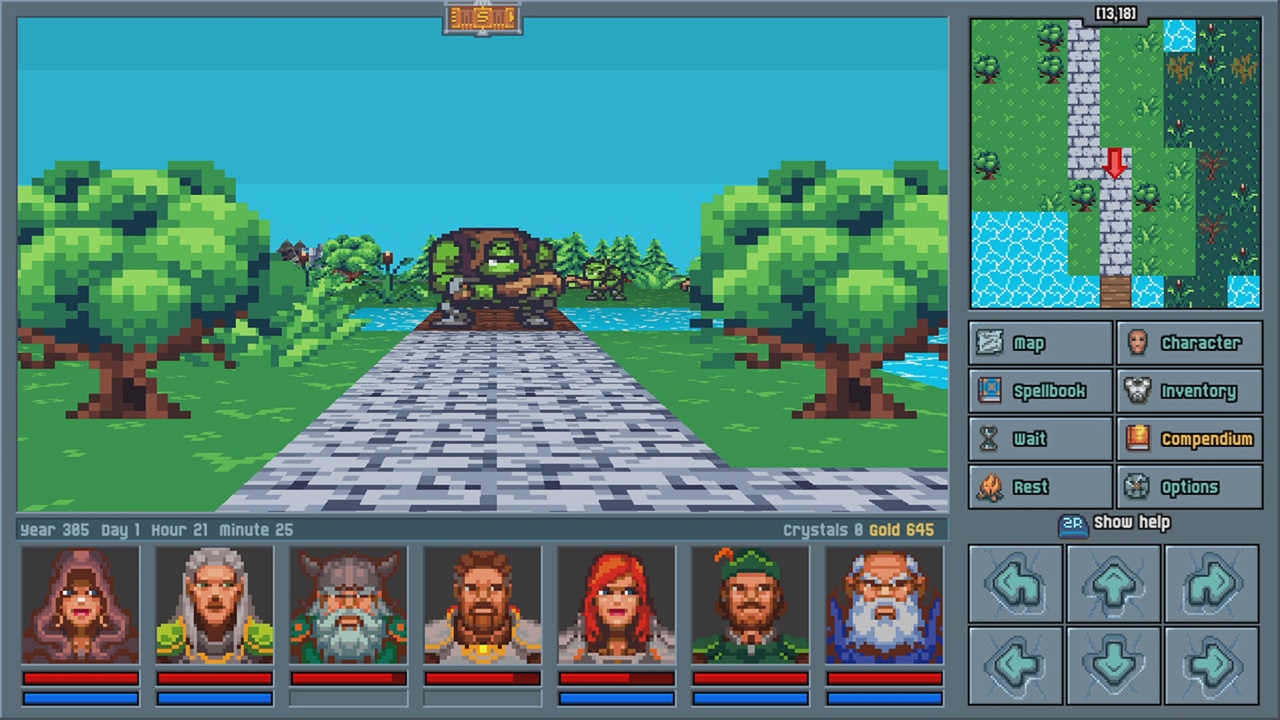 S
[13,18]
Map
Character
Spellbook
Inventory
Wait
Compendium
Rest
Options
2R Show help
Year 305 Day 1 Hour 21 Minute 25
Crystals 0 Gold 645